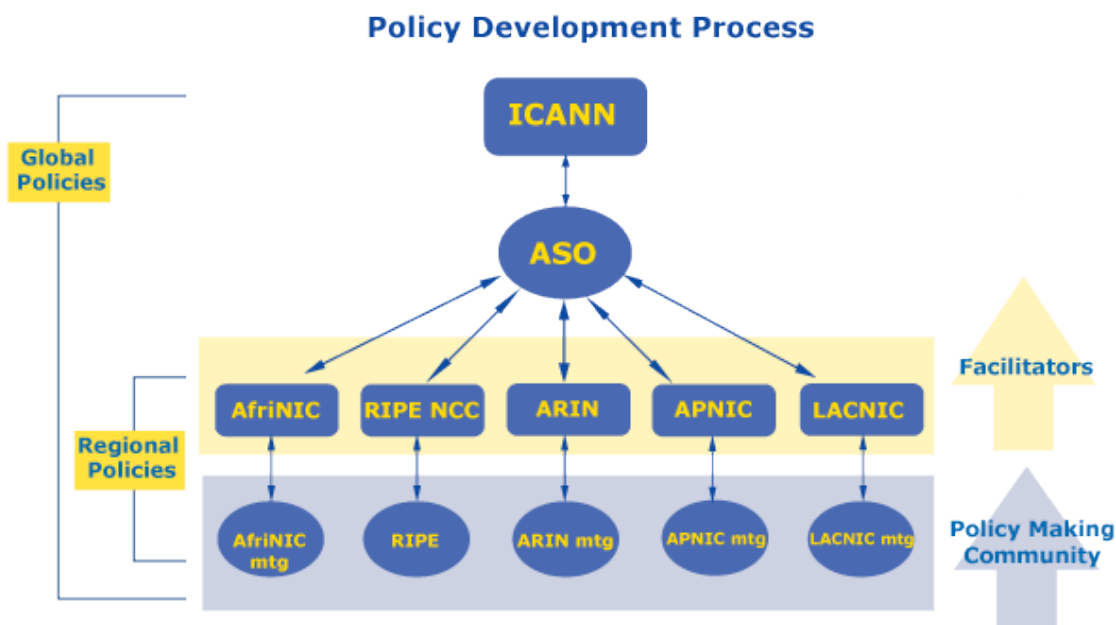 Policy Development Process
ICANN
Global
Policies
ASO
Facilitators
AfriNIC
RIPE NCC
ARIN
APNIC
LACNIC
Regional
Policies
AfriNIC
mtg
RIPE
ARIN mtg
APNIC mtg
LACNIC mtg
Policy Making
Community